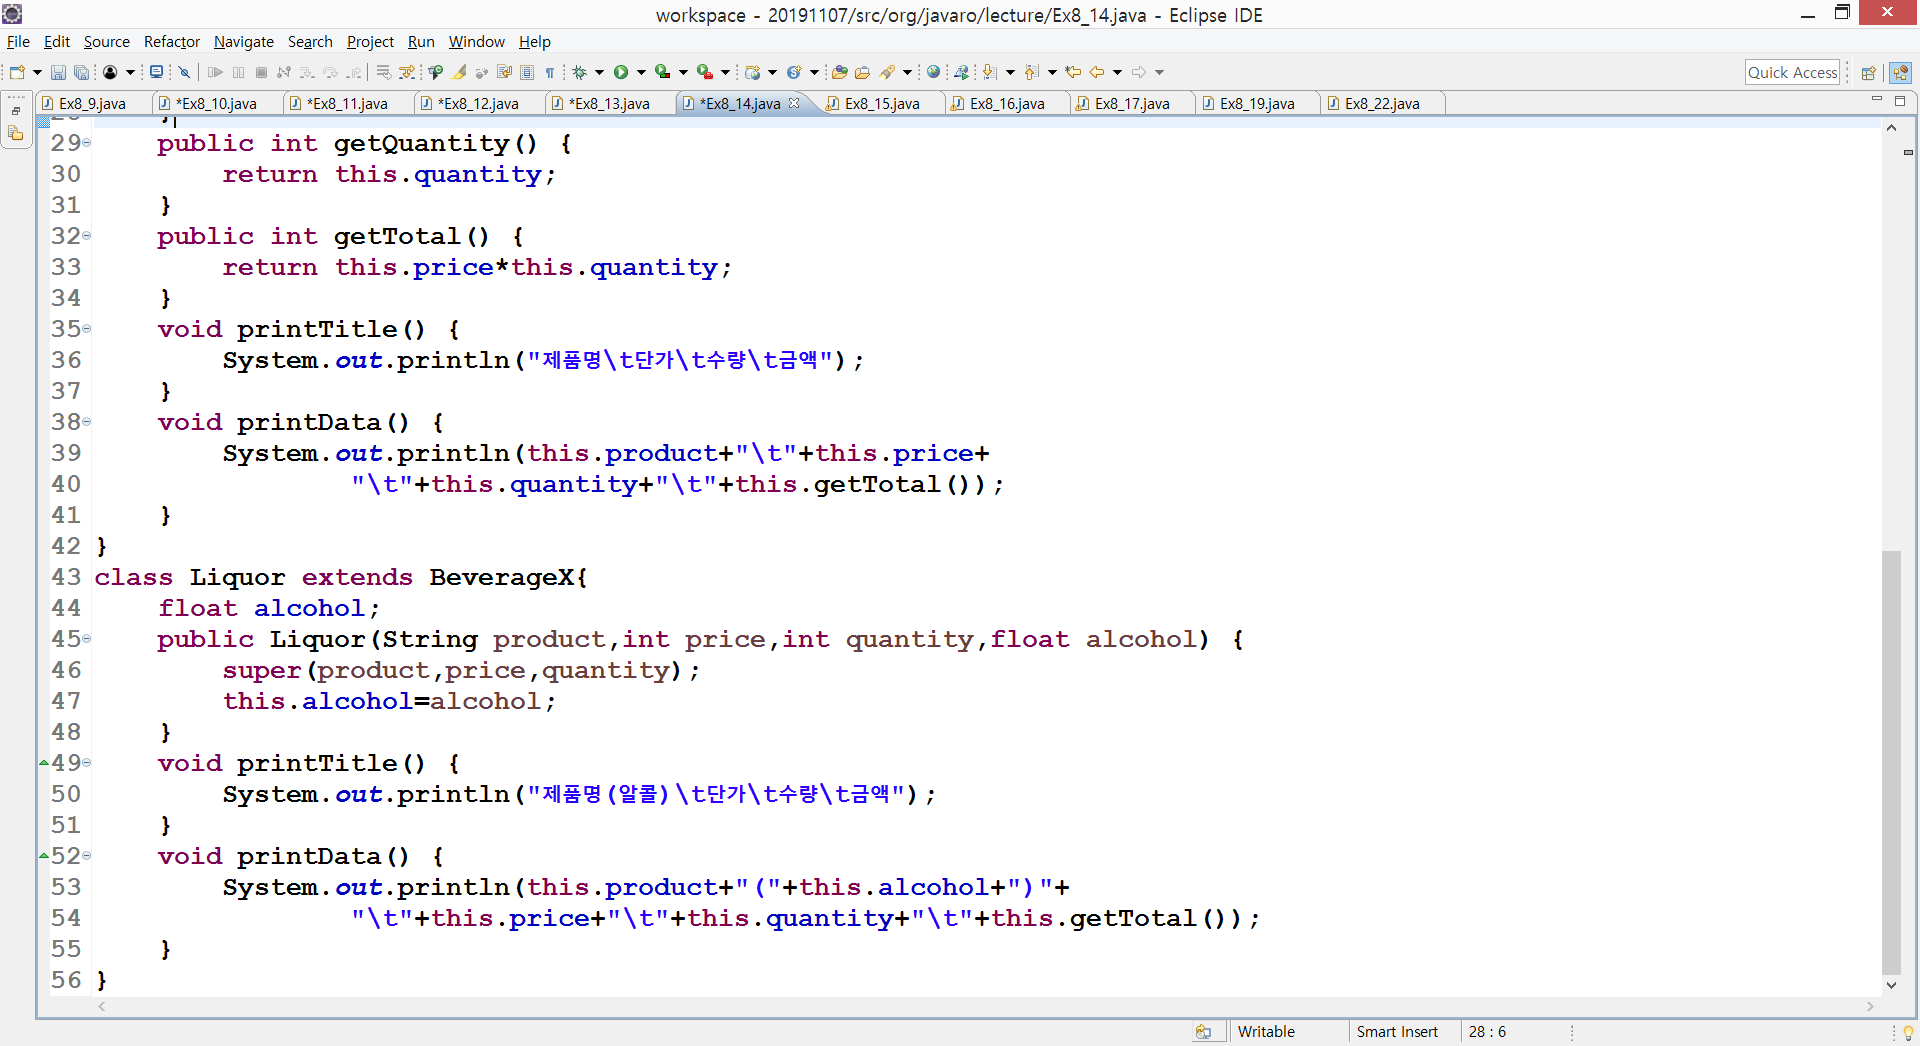 workspace - 20191107/src/org/javaro/lecture/Ex8_14.java - Eclipse IDE
File Edit Source Refactor Navigate Search Project Run Window Help
Quick Access
Ex8_9.java *Ex8_10.java *Ex8_11.java *Ex8_12.java *Ex8_13.java *Ex8_14.java Ex8_15.java Ex8_16.java Ex8_17.java Ex8_19.java Ex8_22.java
28 }
29 public int getQuantity() {
30 return this.quantity;
31 }
32 public int getTotal() {
33 return this.price*this.quantity;
34 }
35 void printTitle() {
36 System.out.println("제품명\t단가\t수량\t금액");
37 }
38 void printData() {
39 System.out.println(this.product+"\t"+this.price+
40 "\t"+this.quantity+"\t"+this.getTotal());
41 }
42 }
43 class Liquor extends BeverageX{
44 float alcohol;
45 public Liquor(String product,int price,int quantity,float alcohol) {
46 super(product,price,quantity);
47 this.alcohol=alcohol;
48 }
49 void printTitle() {
50 System.out.println("제품명(알콜)\t단가\t수량\t금액");
51 }
52 void printData() {
53 System.out.println(this.product+"("+this.alcohol+")"+
54 "\t"+this.price+"\t"+this.quantity+"\t"+this.getTotal());
55 }
56 }
Writable Smart Insert 28 : 6